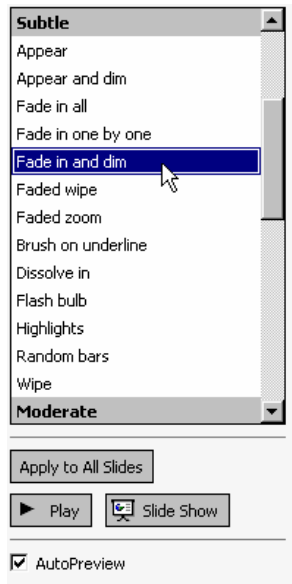 Subtle
Appear
Appear and dim
Fade in all
Fade in one by one
Fade in and dim
Faded wipe
Faded zoom
Brush on underline
Dissolve in
Flash bulb
Highlights
Random bars
Wipe
Moderate
Apply to All Slides
Play Slide Show
AutoPreview